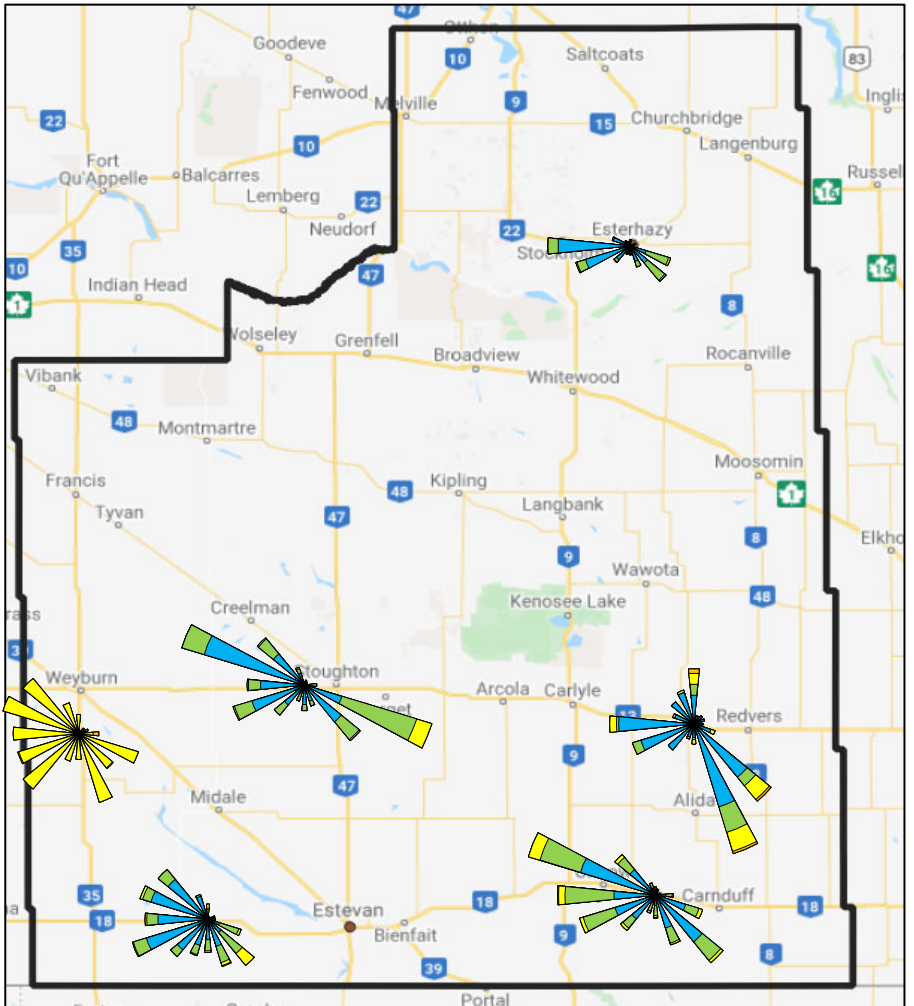 47
Goodeve
10
Saltcoats
83
Fenwood
Melville
9
Inglis
22
15
Churchbridge
10
Langenburg
Fort
Qu'Appelle
Balcarres
Russell
16
Lemberg
22
Neudorf
22
Esterhazy
35
Stockholm
10
47
16
Indian Head
1
8
Wolseley
Grenfell
Broadview
Rocanville
Vibank
Whitewood
48
Montmartre
Moosomin
Francis
48
Kipling
1
Tyvan
47
Langbank
8
Elkho
9
Wawota
48
Creelman
Kenosee Lake
rass
Weyburn
Stoughton
Arcola
Carlyle
get
Redvers
9
47
Midale
Alida
35
Carnduff
18
18
Estevan
18
Bienfait
9
8
39
Portal